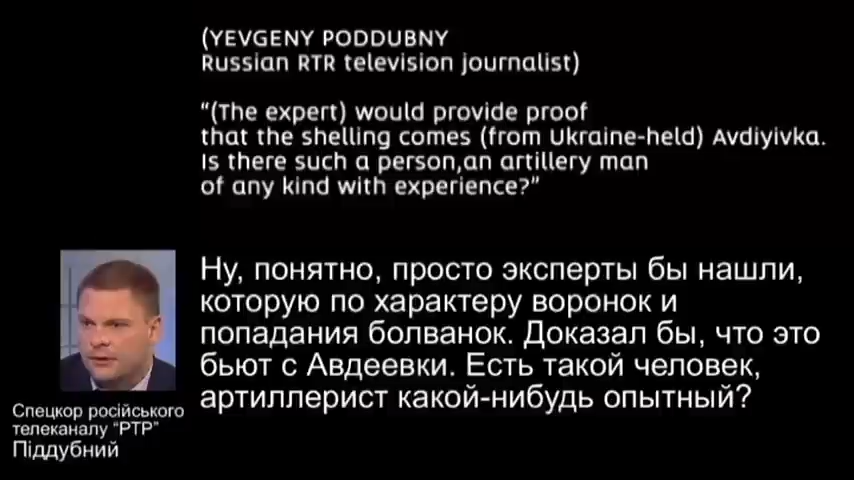 (YEVGENY PODDUBNY
Russian RTR television journalist)
“(The expert) would provide proof
that the shelling comes (from Ukraine-held) Avdiyivka.
Is there such a person,an artillery man
of any kind with experience?”
Ну, понятно, просто эксперты бы нашли,
которую по характеру воронок и
попадания болванок. Доказал бы, что это
бьют с Авдеевки. Есть такой человек,
артиллерист какой-нибудь опытный?
Спецкор російського
телеканалу “РТР”
Піддубний